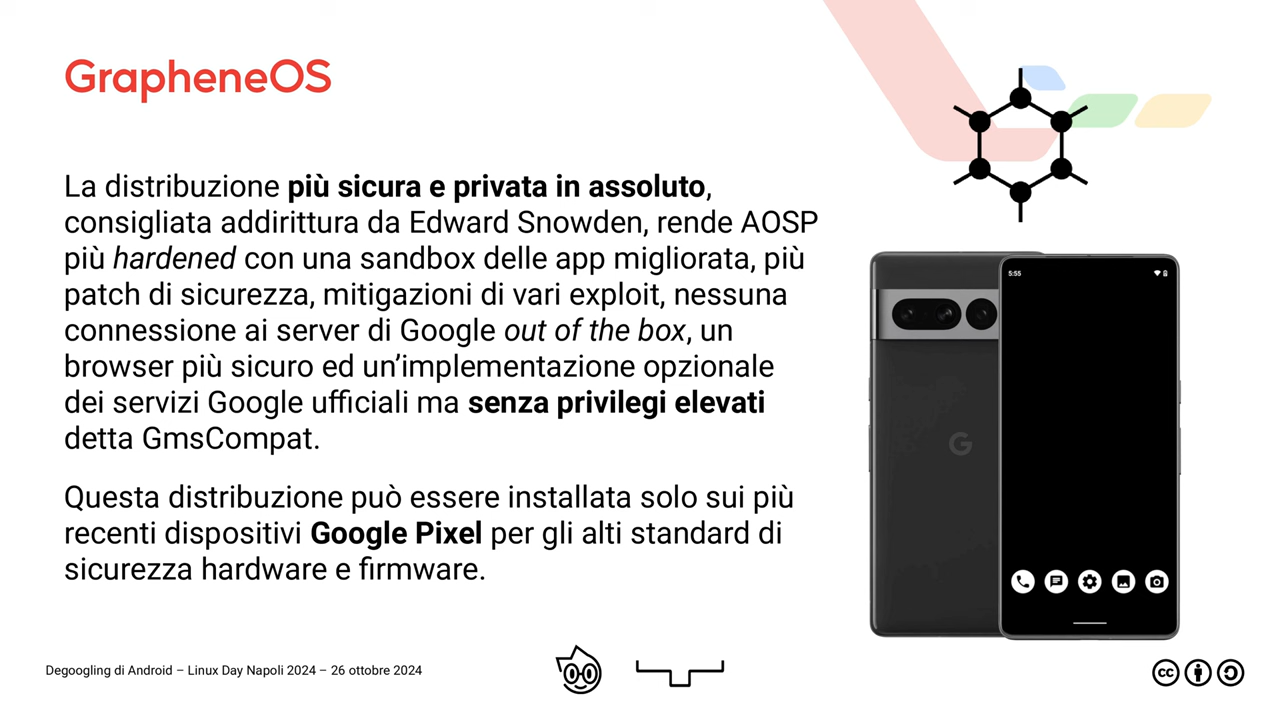 GrapheneOS
La distribuzione più sicura e privata in assoluto,
consigliata addirittura da Edward Snowden, rende AOSP
più hardened con una sandbox delle app migliorata, più
patch di sicurezza, mitigazioni di vari exploit, nessuna
connessione ai server di Google out of the box, un
browser più sicuro ed un'implementazione opzionale
dei servizi Google ufficiali ma senza privilegi elevati
detta GmsCompat.
Questa distribuzione può essere installata solo sui più
recenti dispositivi Google Pixel per gli alti standard di
sicurezza hardware e firmware.
5:55
G
Degoogling di Android – Linux Day Napoli 2024 – 26 ottobre 2024
cc